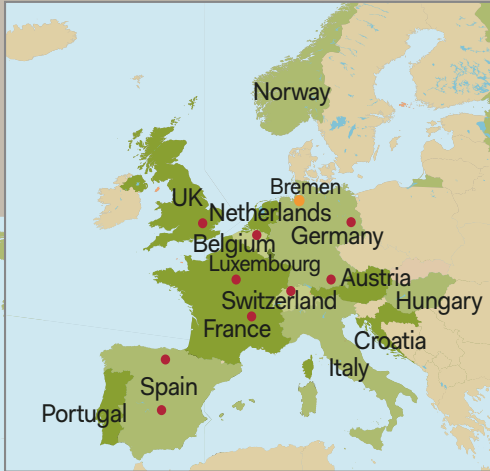 Norway
Bremen
UK
Netherlands
Belgium
Germany
Luxembourg
Austria
Switzerland
Hungary
France
Croatia
Italy
Spain
Portugal